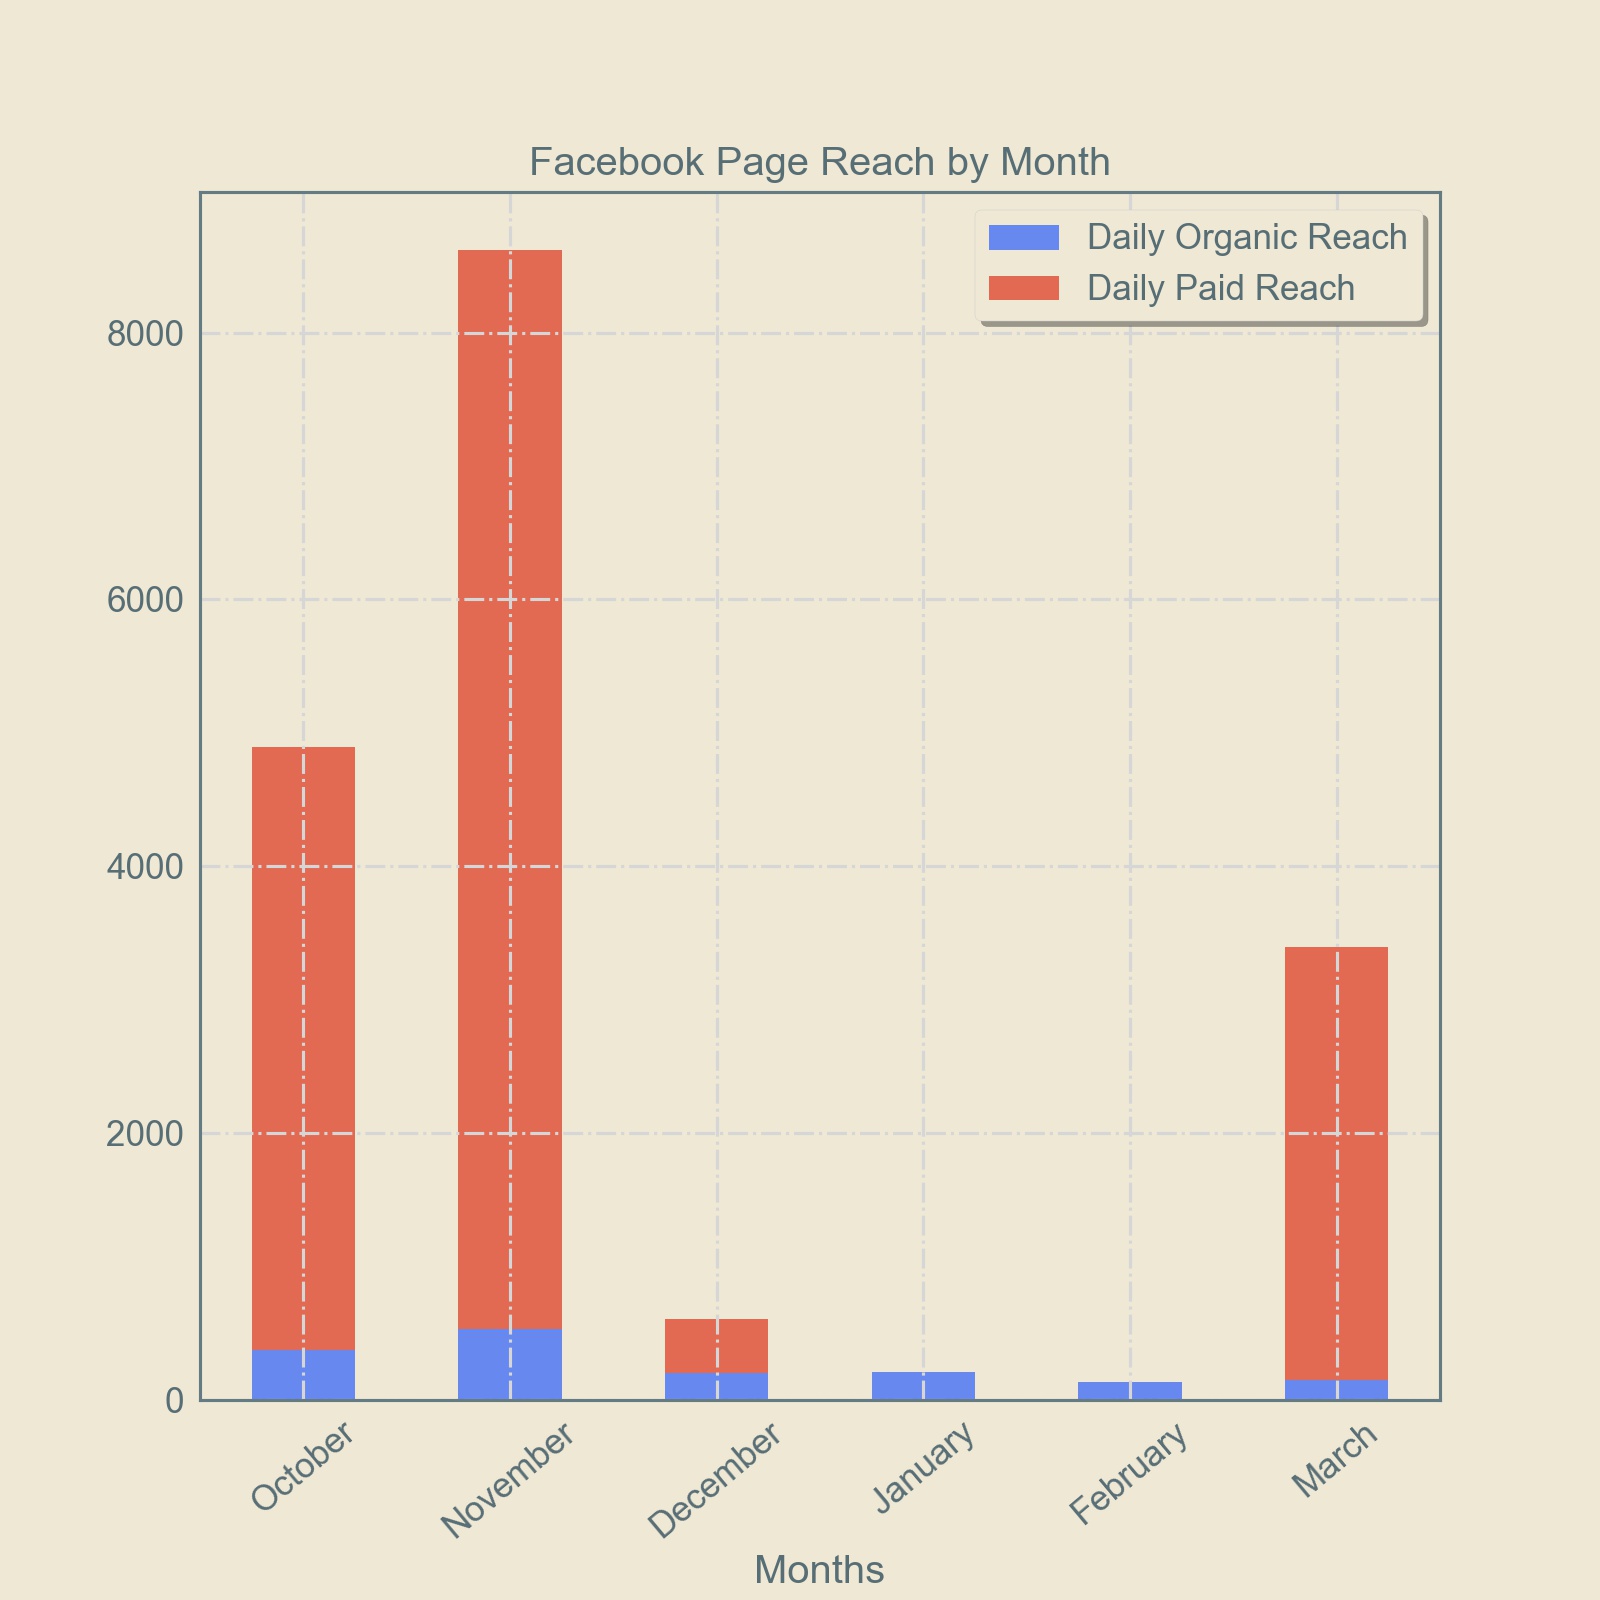 Facebook Page Reach by Month
Daily Organic Reach
Daily Paid Reach
8000
6000
4000
2000
0
October
November
December
January
February
March
Months